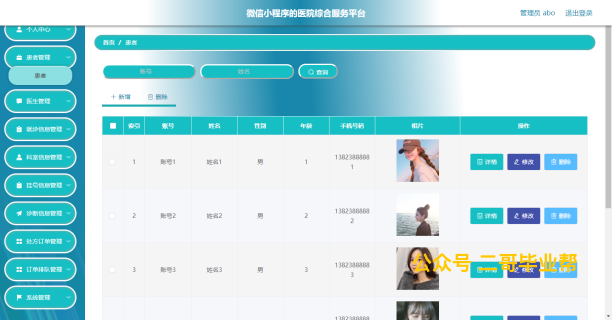 微信小程序的医院综合服务平台
管理员 abo 退出登录
个人中心
患者管理
患者
医生管理
就诊信息管理
科室信息管理
挂号信息管理
诊断信息管理
处方订单管理
订单排队管理
系统管理
首页 / 患者
账号 姓名 查询
新增 删除
索引 账号 姓名 性别 年龄 手机号码 照片 操作
1 账号1 姓名1 男 1 13823888881 详情 修改 删除
2 账号2 姓名2 男 2 13823888882 详情 修改 删除
3 账号3 姓名3 男 3 13823888883 详情 修改 删除
公众号 二哥毕业帮
1382388888